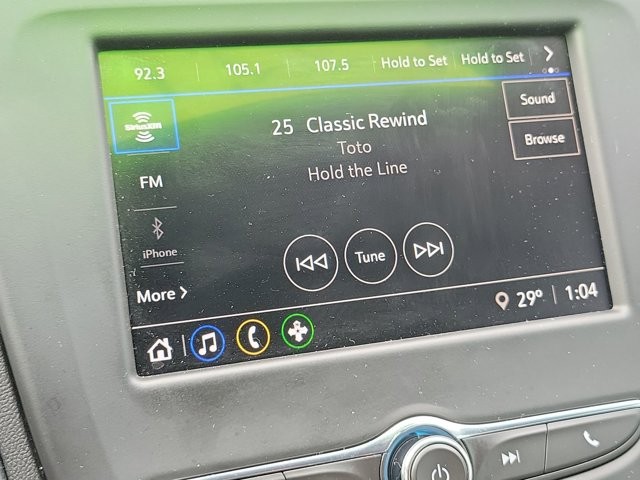 92.3 105.1 107.5 Hold to Set Hold to Set
SiriusXM
25 Classic Rewind
Sound
Toto
Browse
Hold the Line
FM
iPhone
Tune
More
29° 1:04